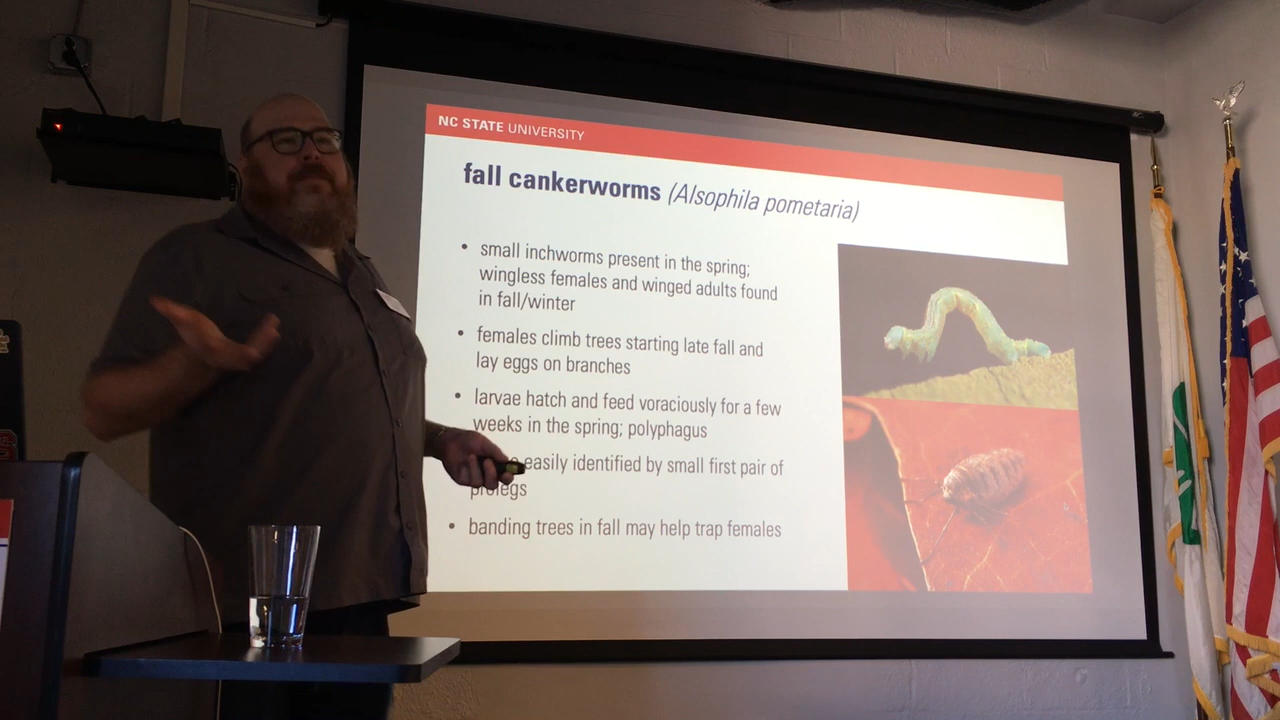 NC STATE UNIVERSITY
fall cankerworms (Alsophila pometaria)
• small inchworms present in the spring;
wingless females and winged adults found
in fall/winter
• females climb trees starting late fall and
lay eggs on branches
• larvae hatch and feed voraciously for a few
weeks in the spring; polyphagus
easily identified by small first pair of
prolegs
• banding trees in fall may help trap females